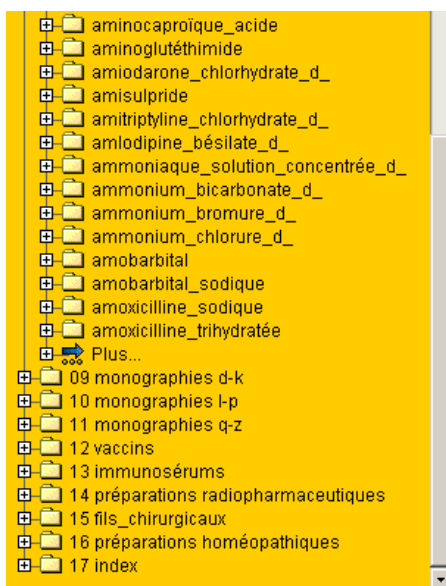 aminocaproïque_acide
aminoglutéthimide
amiodarone_chlorhydrate_d_
amisulpride
amitriptyline_chlorhydrate_d_
amlodipine_bésilate_d_
ammoniaque_solution_concentrée_d_
ammonium_bicarbonate_d_
ammonium_bromure_d_
ammonium_chlorure_d_
amobarbital
amobarbital_sodique
amoxicilline_sodique
amoxicilline_trihydratée
Plus...
09 monographies d-k
10 monographies l-p
11 monographies q-z
12 vaccins
13 immunosérums
14 préparations radiopharmaceutiques
15 fils_chirurgicaux
16 préparations homéopathiques
17 index